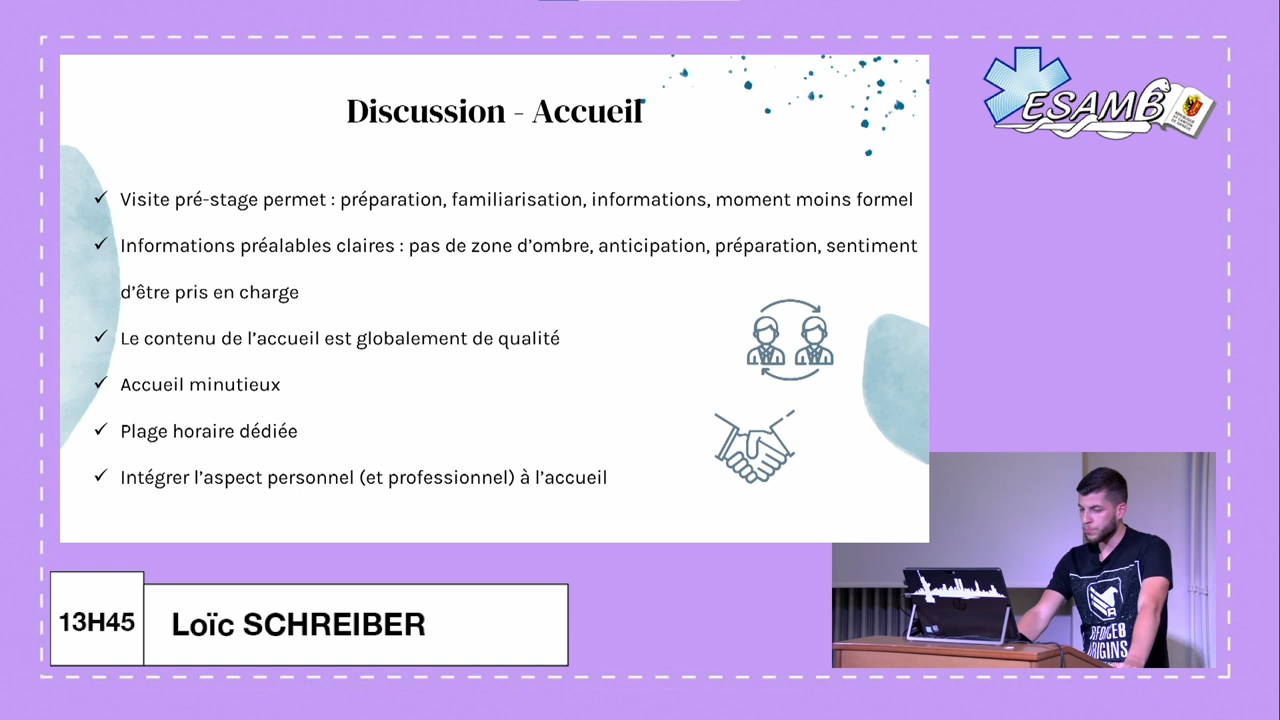 Discussion - Accueil
✓ Visite pré-stage permet : préparation, familiarisation, informations, moment moins formel
✓ Informations préalables claires : pas de zone d’ombre, anticipation, préparation, sentiment
d’être pris en charge
✓ Le contenu de l’accueil est globalement de qualité
✓ Accueil minutieux
✓ Plage horaire dédiée
✓ Intégrer l’aspect personnel (et professionnel) à l’accueil
ESAMB
13H45
Loïc SCHREIBER